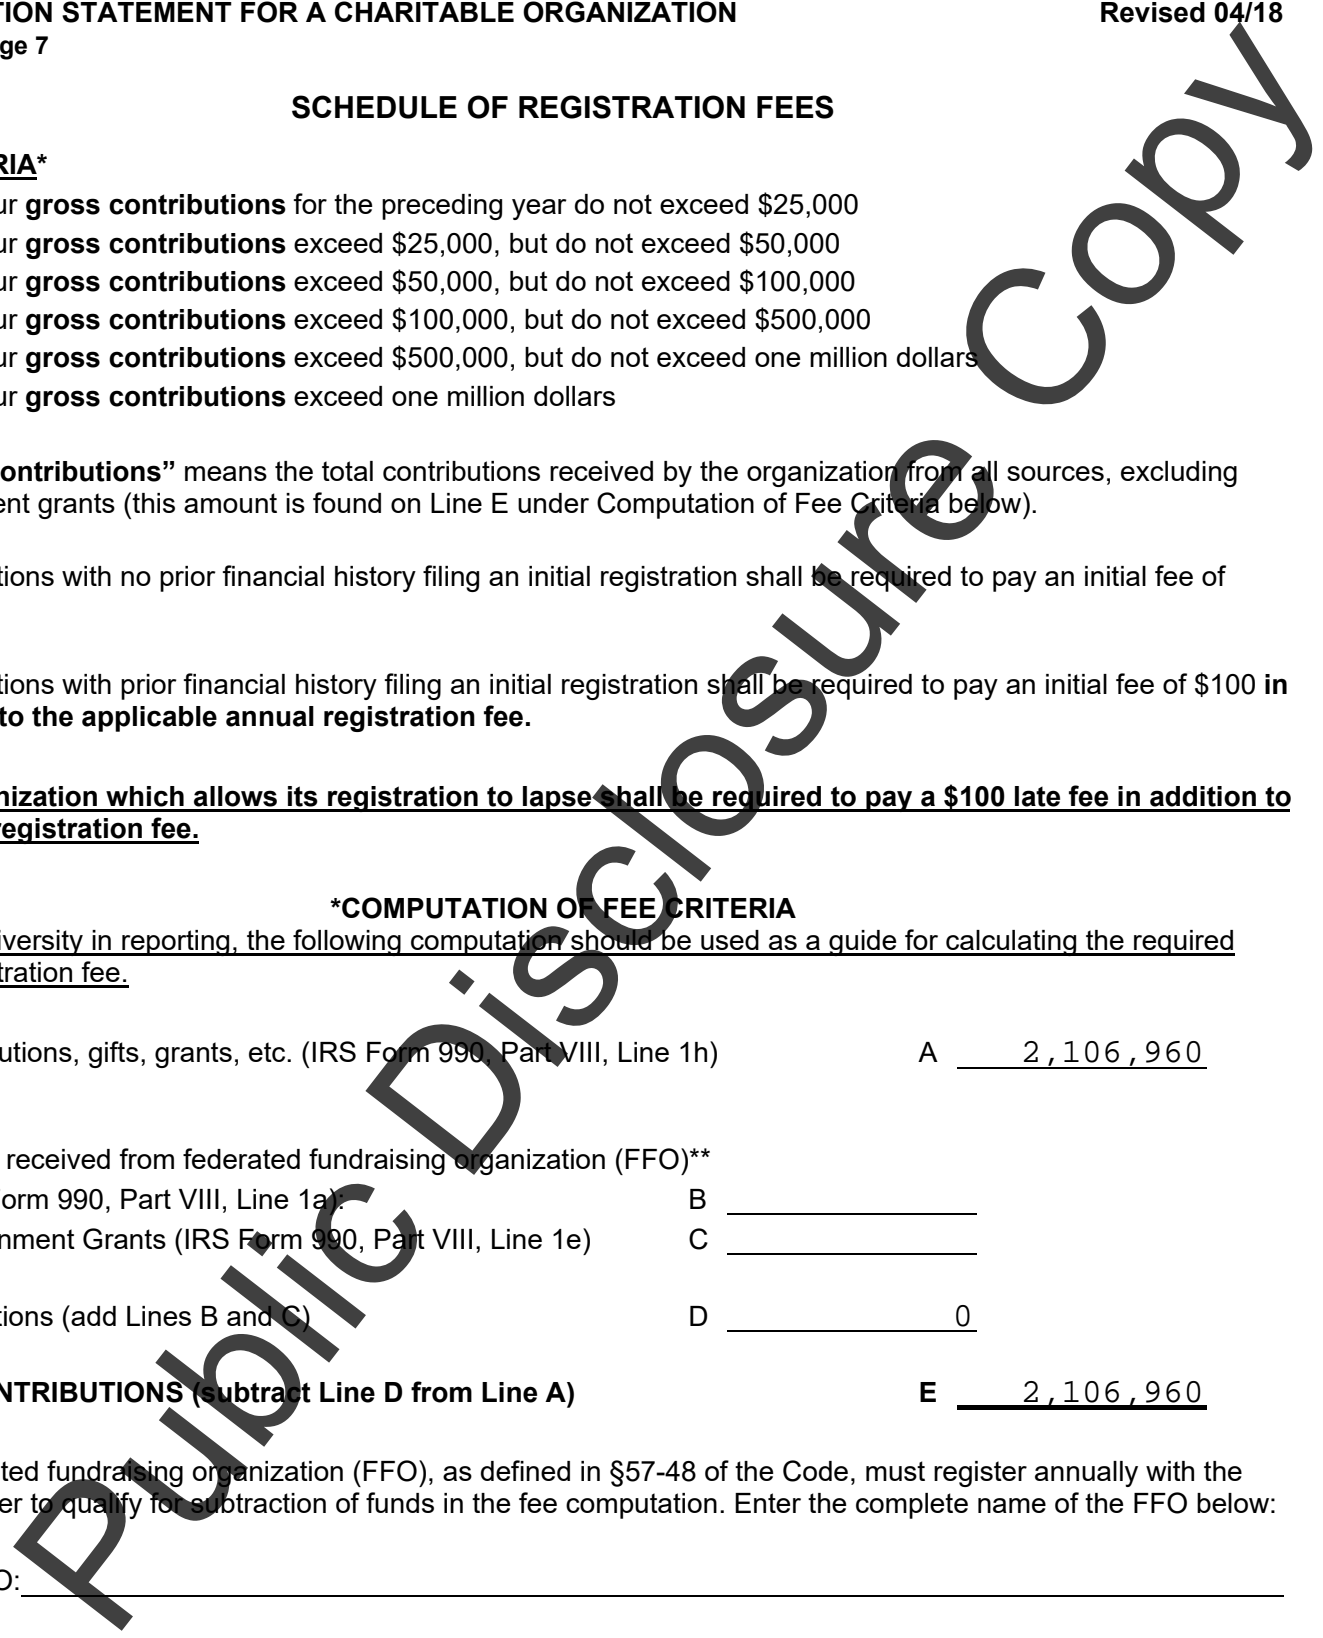 TION STATEMENT FOR A CHARITABLE ORGANIZATION Revised 04/18
ge 7
SCHEDULE OF REGISTRATION FEES
RIA*
ur gross contributions for the preceding year do not exceed $25,000
ur gross contributions exceed $25,000, but do not exceed $50,000
ur gross contributions exceed $50,000, but do not exceed $100,000
ur gross contributions exceed $100,000, but do not exceed $500,000
ur gross contributions exceed $500,000, but do not exceed one million dollars
ur gross contributions exceed one million dollars
ontributions” means the total contributions received by the organization from all sources, excluding
ent grants (this amount is found on Line E under Computation of Fee Criteria below).
tions with no prior financial history filing an initial registration shall be required to pay an initial fee of
tions with prior financial history filing an initial registration shall be required to pay an initial fee of $100 in
to the applicable annual registration fee.
nization which allows its registration to lapse shall be required to pay a $100 late fee in addition to
registration fee.
*COMPUTATION OF FEE CRITERIA
iversity in reporting, the following computation should be used as a guide for calculating the required
tration fee.
utions, gifts, grants, etc. (IRS Form 990, Part VIII, Line 1h) A 2,106,960
received from federated fundraising organization (FFO)**
orm 990, Part VIII, Line 1a): B
nment Grants (IRS Form 990, Part VIII, Line 1e) C
tions (add Lines B and C) D 0
NTRIBUTIONS (subtract Line D from Line A) E 2,106,960
ted fundraising organization (FFO), as defined in §57-48 of the Code, must register annually with the
er to qualify for subtraction of funds in the fee computation. Enter the complete name of the FFO below:
O:
Public Disclosure Copy